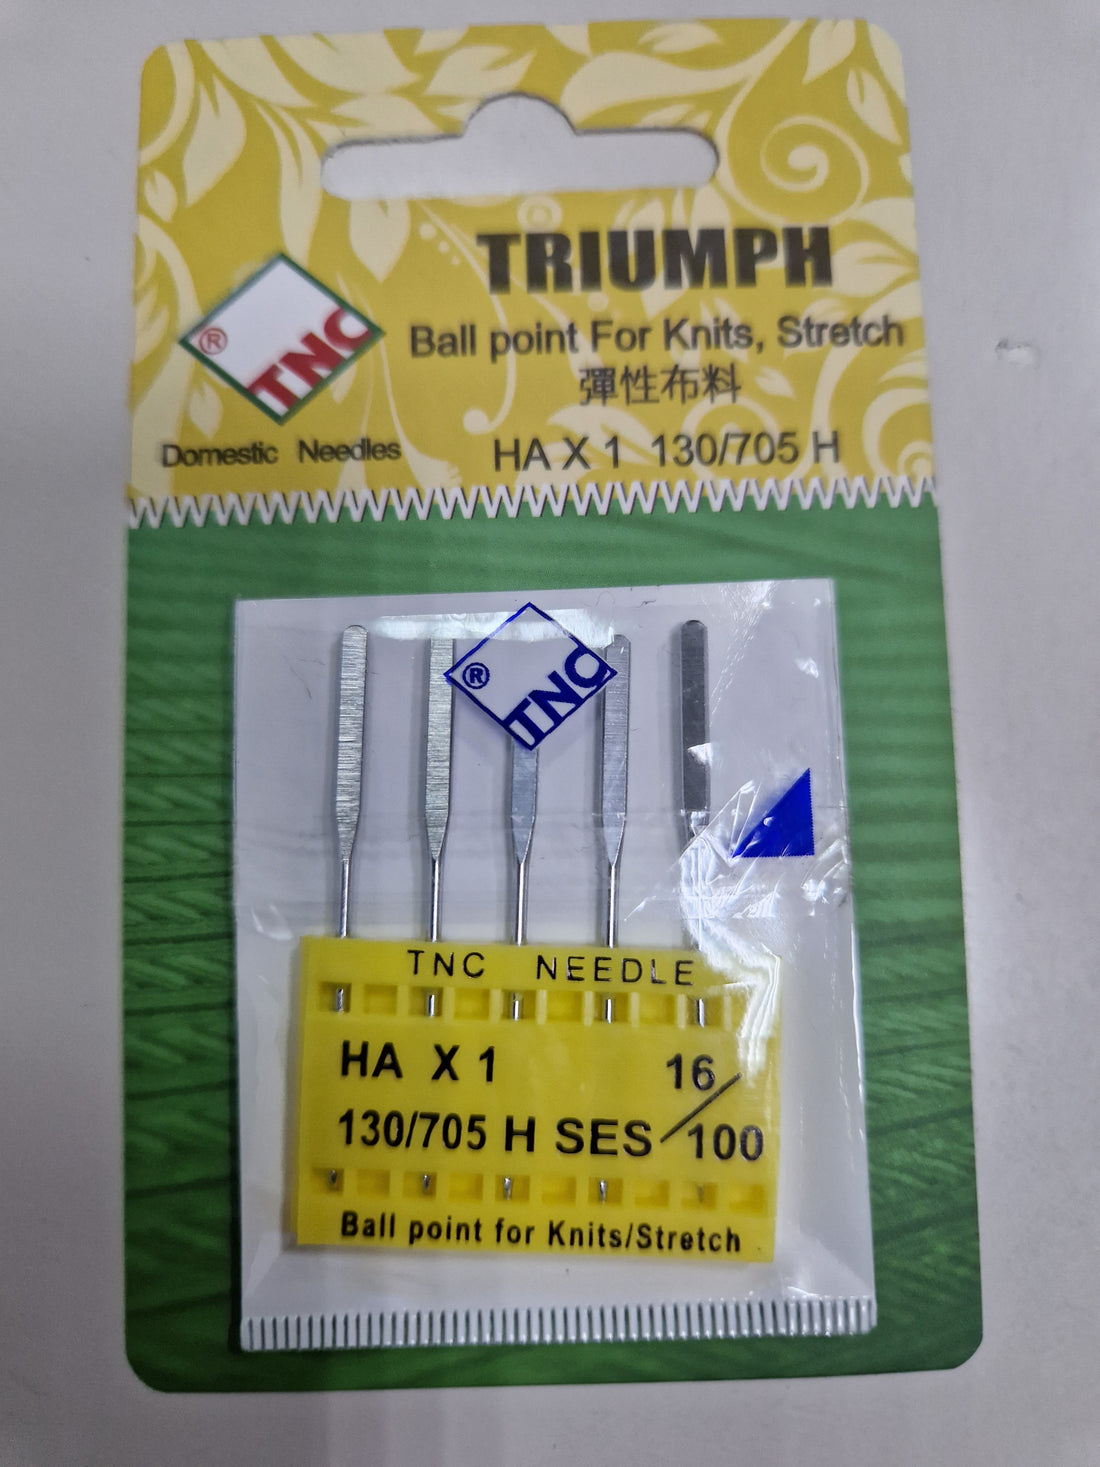 TRIUMPH
Ball point For Knits, Stretch
彈性布料
® TNC
Domestic Needles
HA X 1 130/705 H
® TNC
TNC NEEDLE
HA X 1 16/100
130/705 H SES
Ball point for Knits/Stretch